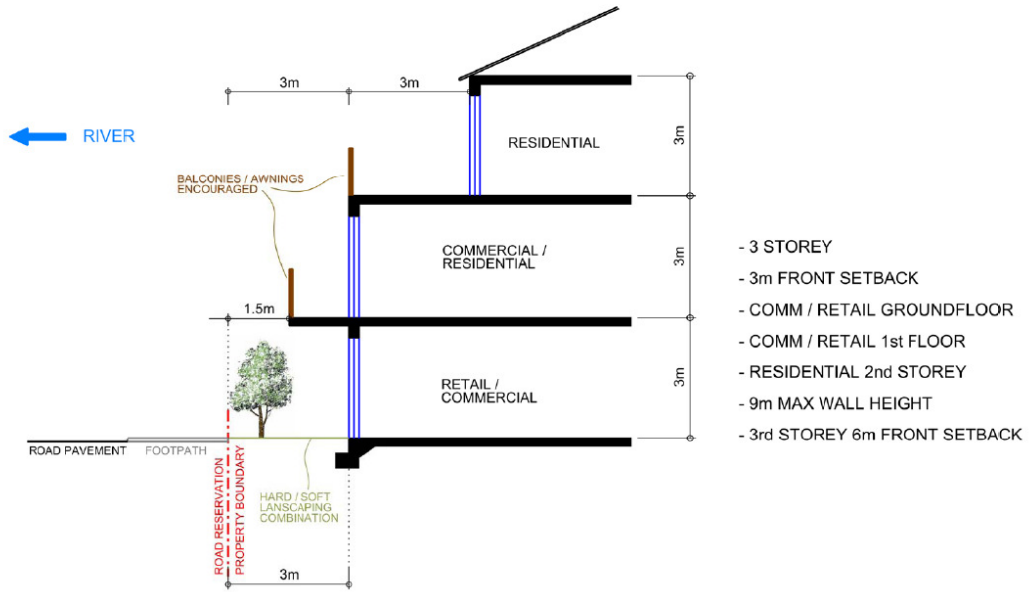 3m
3m
RIVER
RESIDENTIAL
3m
BALCONIES / AWNINGS
ENCOURAGED
COMMERCIAL /
RESIDENTIAL
3m
1.5m
RETAIL /
COMMERCIAL
3m
ROAD PAVEMENT
FOOTPATH
ROAD RESERVATION
PROPERTY BOUNDARY
HARD / SOFT
LANSCAPING
COMBINATION
3m
- 3 STOREY
- 3m FRONT SETBACK
- COMM / RETAIL GROUNDFLOOR
- COMM / RETAIL 1st FLOOR
- RESIDENTIAL 2nd STOREY
- 9m MAX WALL HEIGHT
- 3rd STOREY 6m FRONT SETBACK